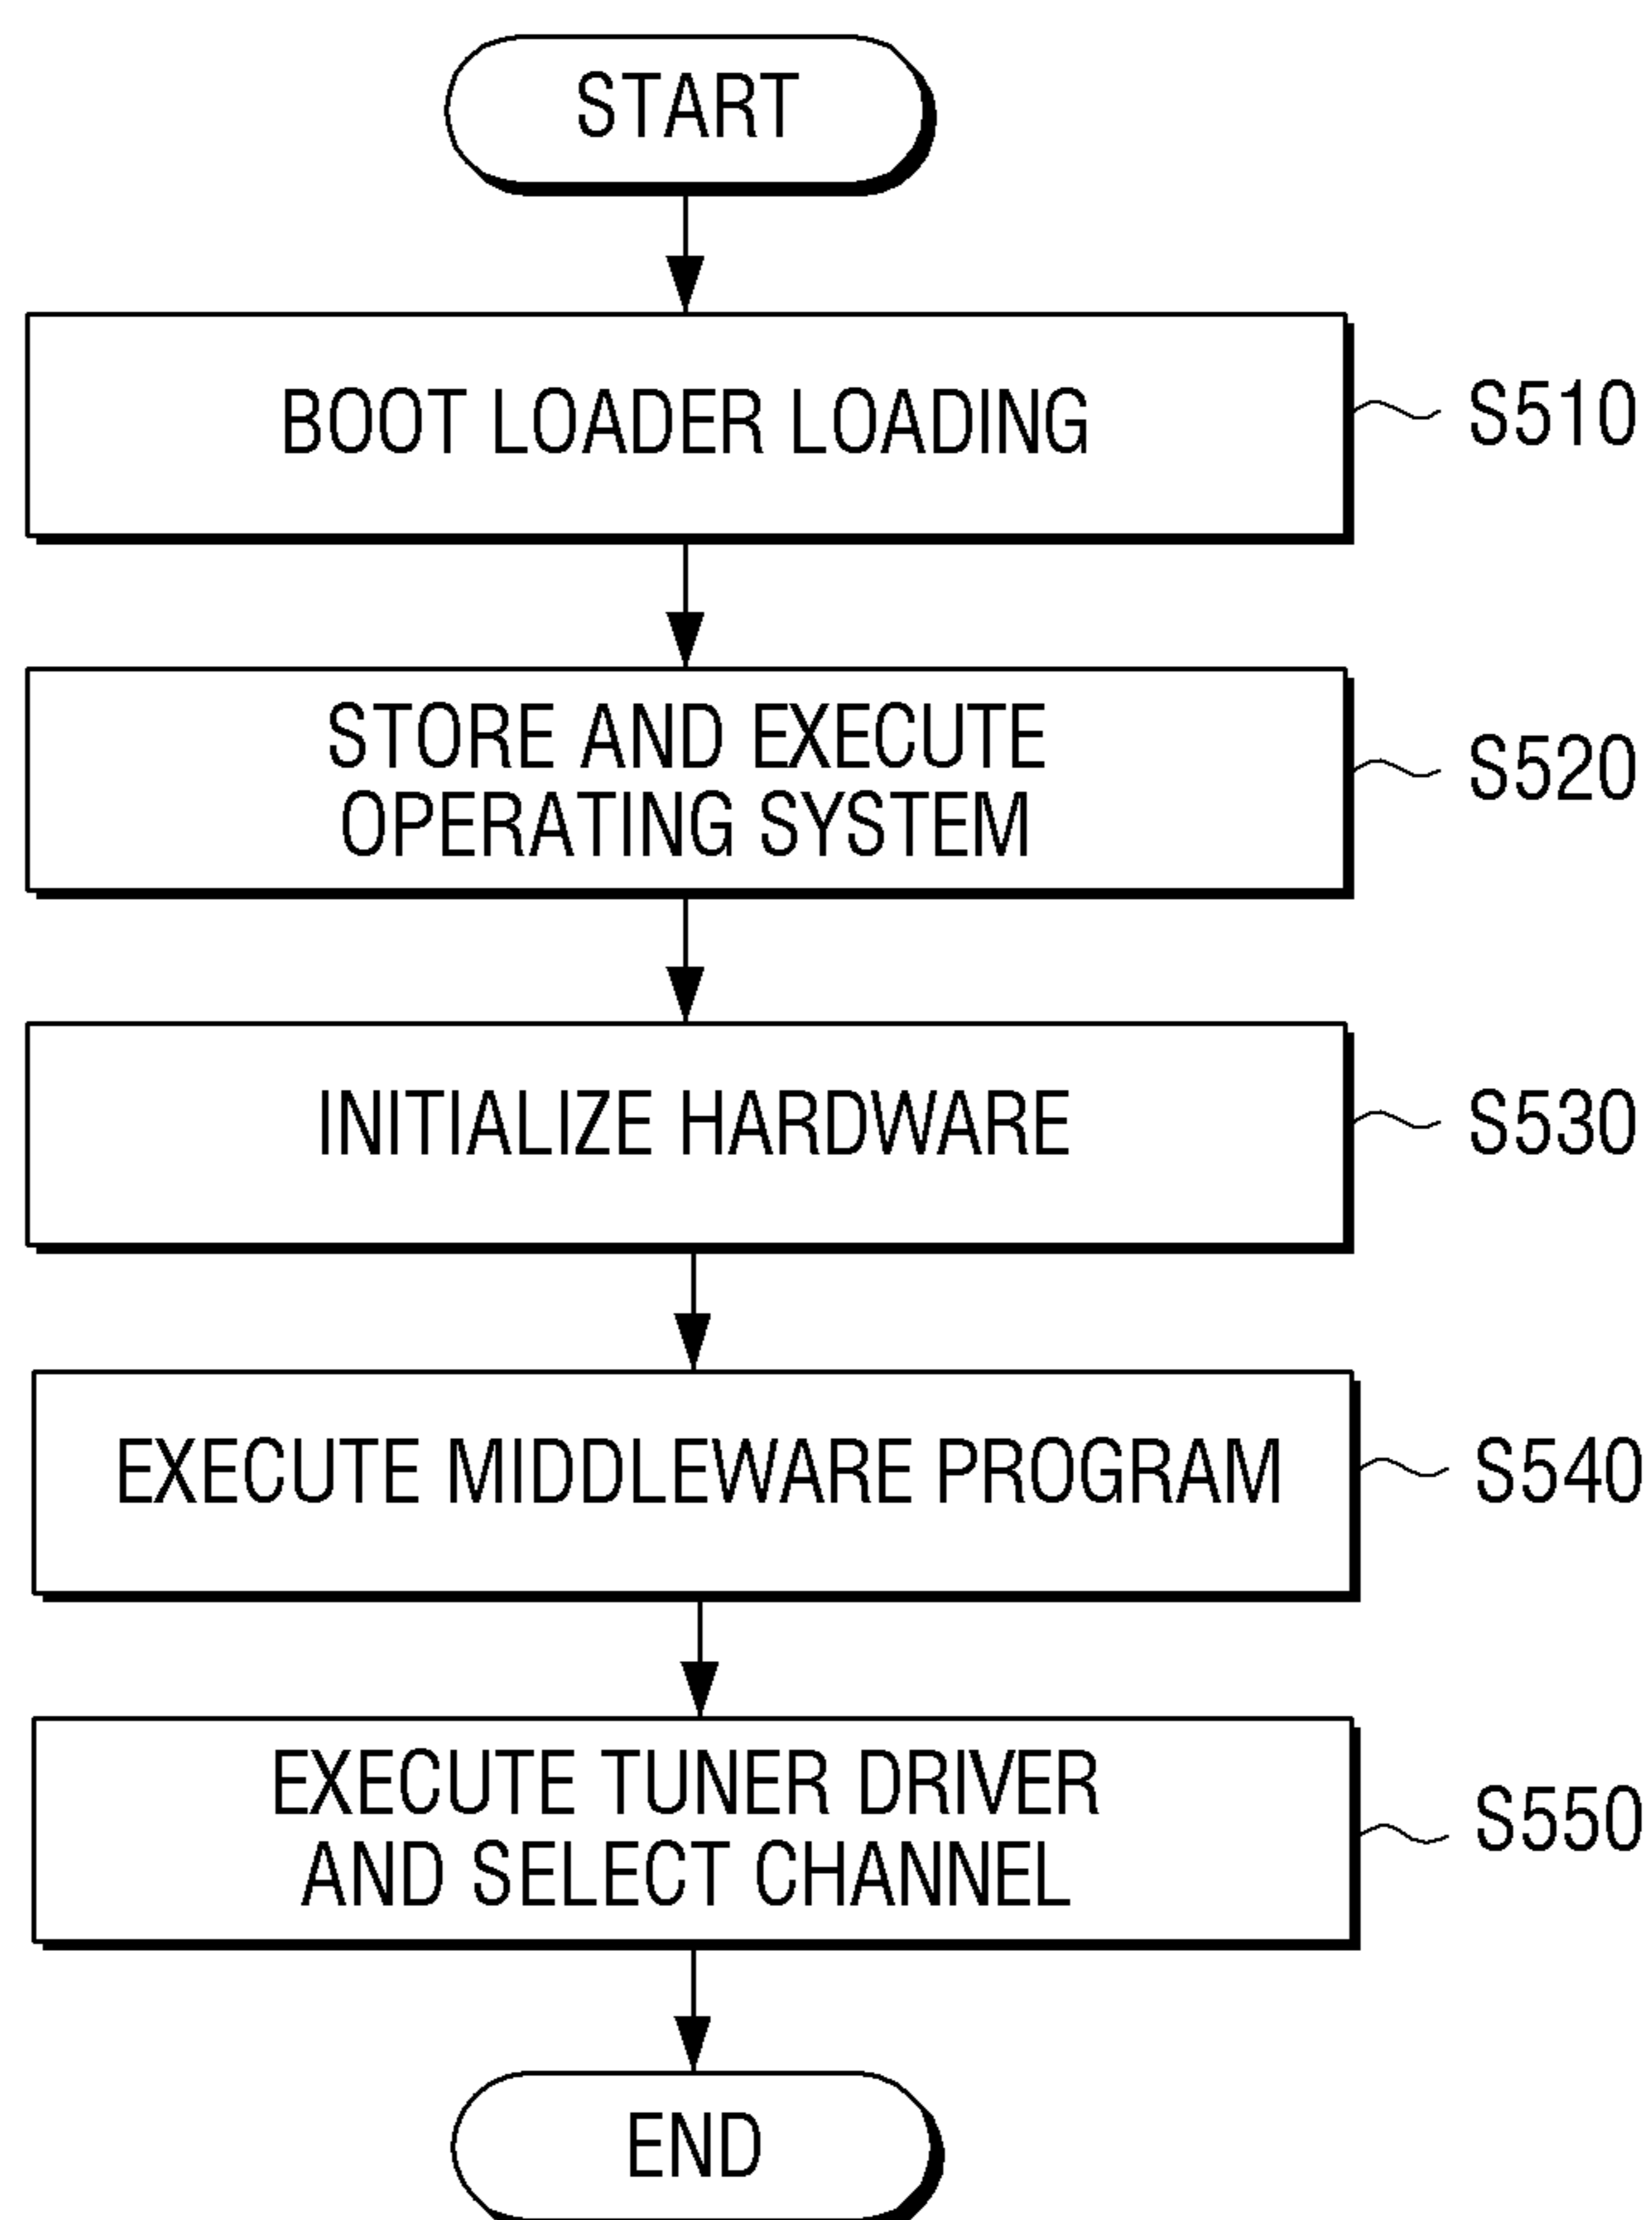 START
BOOT LOADER LOADING
S510
STORE AND EXECUTE
OPERATING SYSTEM
S520
INITIALIZE HARDWARE
S530
EXECUTE MIDDLEWARE PROGRAM
S540
EXECUTE TUNER DRIVER
AND SELECT CHANNEL
S550
END